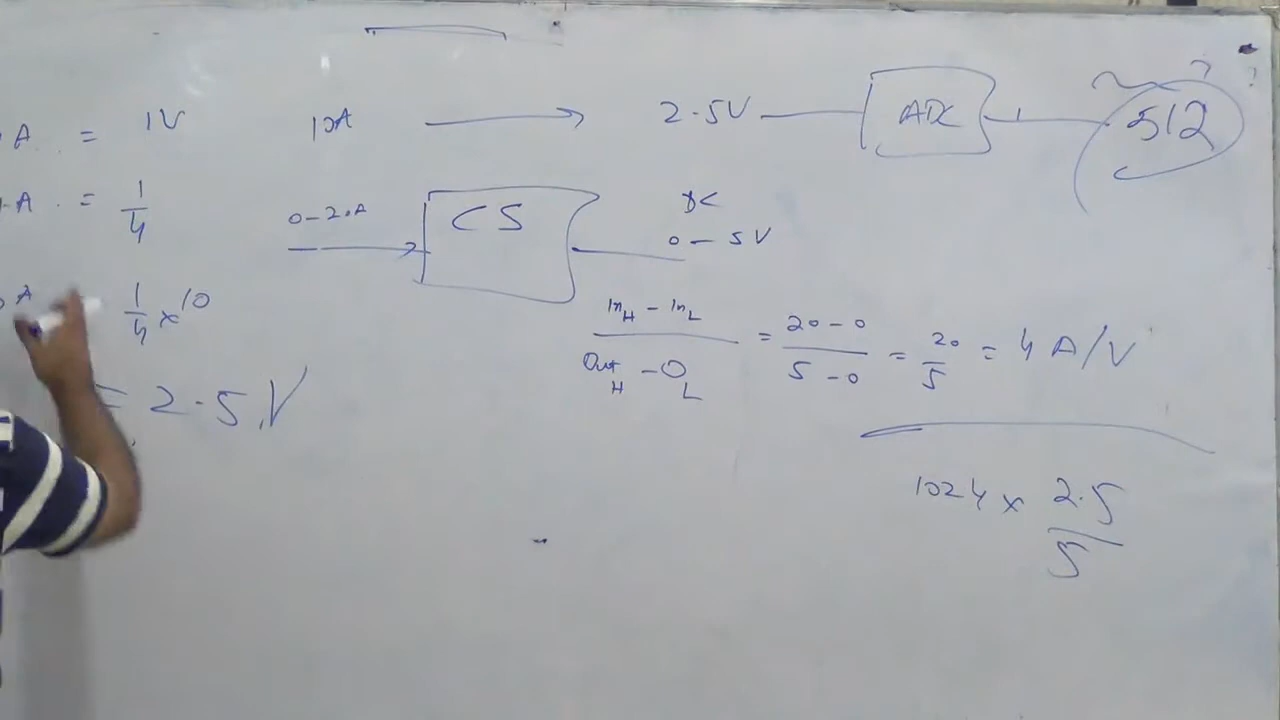 A = 1V
10A → 2.5V ADC 512 ?
A = 1/4
0-20A CS DC
0 - 5V
A 1/4 x 10
= 2.5V
In_H - In_L / Out_H - O_L = 20-0 / 5-0 = 20/5 = 4 A/V
1024 x 2.5/5